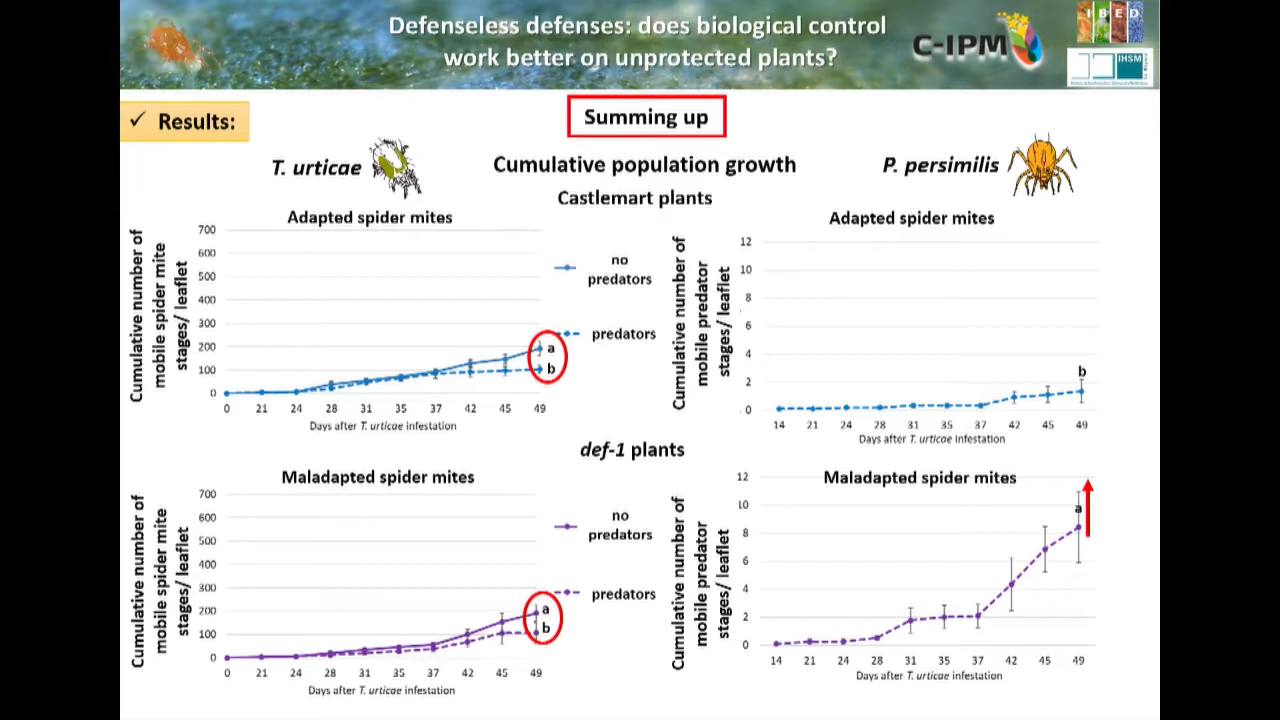 Defenseless defenses: does biological control
work better on unprotected plants?
C-IPM
I B E D
IHSM
✓ Results:
Summing up
T. urticae
Cumulative population growth
P. persimilis
Castlemart plants
Adapted spider mites
Cumulative number of
mobile spider mite
stages/ leaflet
700
600
500
400
300
200
100
0
0 21 24 28 31 35 37 42 45 49
Days after T. urticae infestation
a
b
no
predators
predators
Adapted spider mites
Cumulative number of
mobile predator
stages/ leaflet
12
10
8
6
4
2
0
b
14 21 24 28 31 35 37 42 45 49
Days after T. urticae infestation
def-1 plants
Maladapted spider mites
Cumulative number of
mobile spider mite
stages/ leaflet
700
600
500
400
300
200
100
0
0 21 24 28 31 35 37 42 45 49
Days after T. urticae infestation
a
b
no
predators
predators
Maladapted spider mites
Cumulative number of
mobile predator
stages/ leaflet
12
10
8
6
4
2
0
a
14 21 24 28 31 35 37 42 45 49
Days after T. urticae infestation